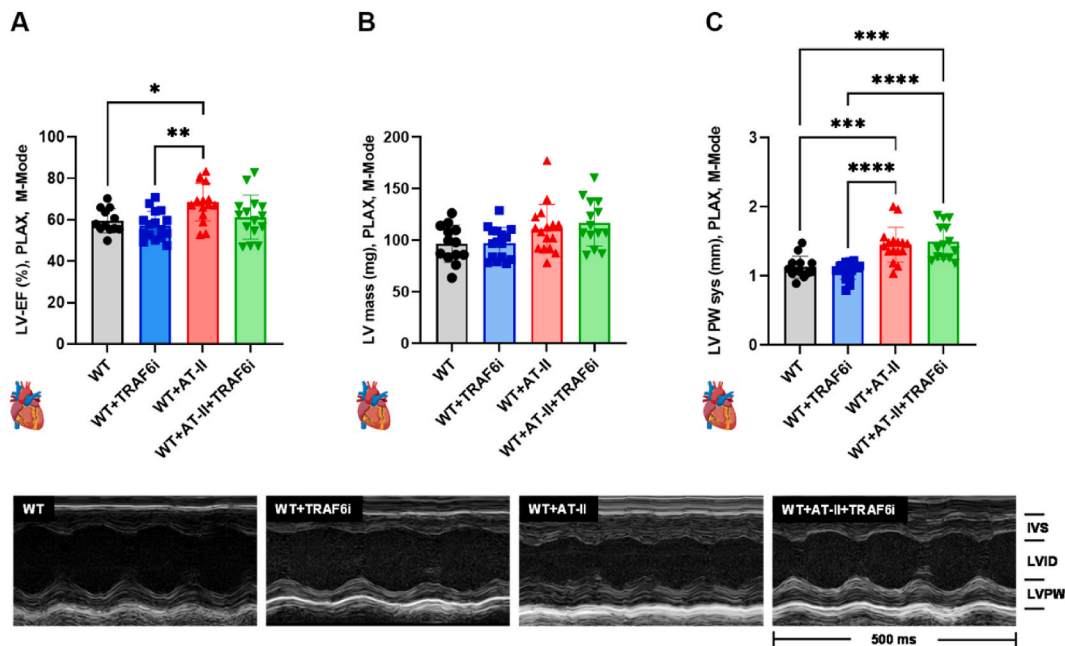 A
B
C
*
**
LV-EF (%), PLAX, M-Mode
100
80
60
40
20
0
WT
WT+TRAF6i
WT+AT-II
WT+AT-II+TRAF6i
LV mass (mg), PLAX, M-Mode
200
150
100
50
0
WT
WT+TRAF6i
WT+AT-II
WT+AT-II+TRAF6i
***
****
***
****
LV PW sys (mm), PLAX, M-Mode
3
2
1
0
WT
WT+TRAF6i
WT+AT-II
WT+AT-II+TRAF6i
WT
WT+TRAF6i
WT+AT-II
WT+AT-II+TRAF6i
IVS
LVID
LVPW
500 ms